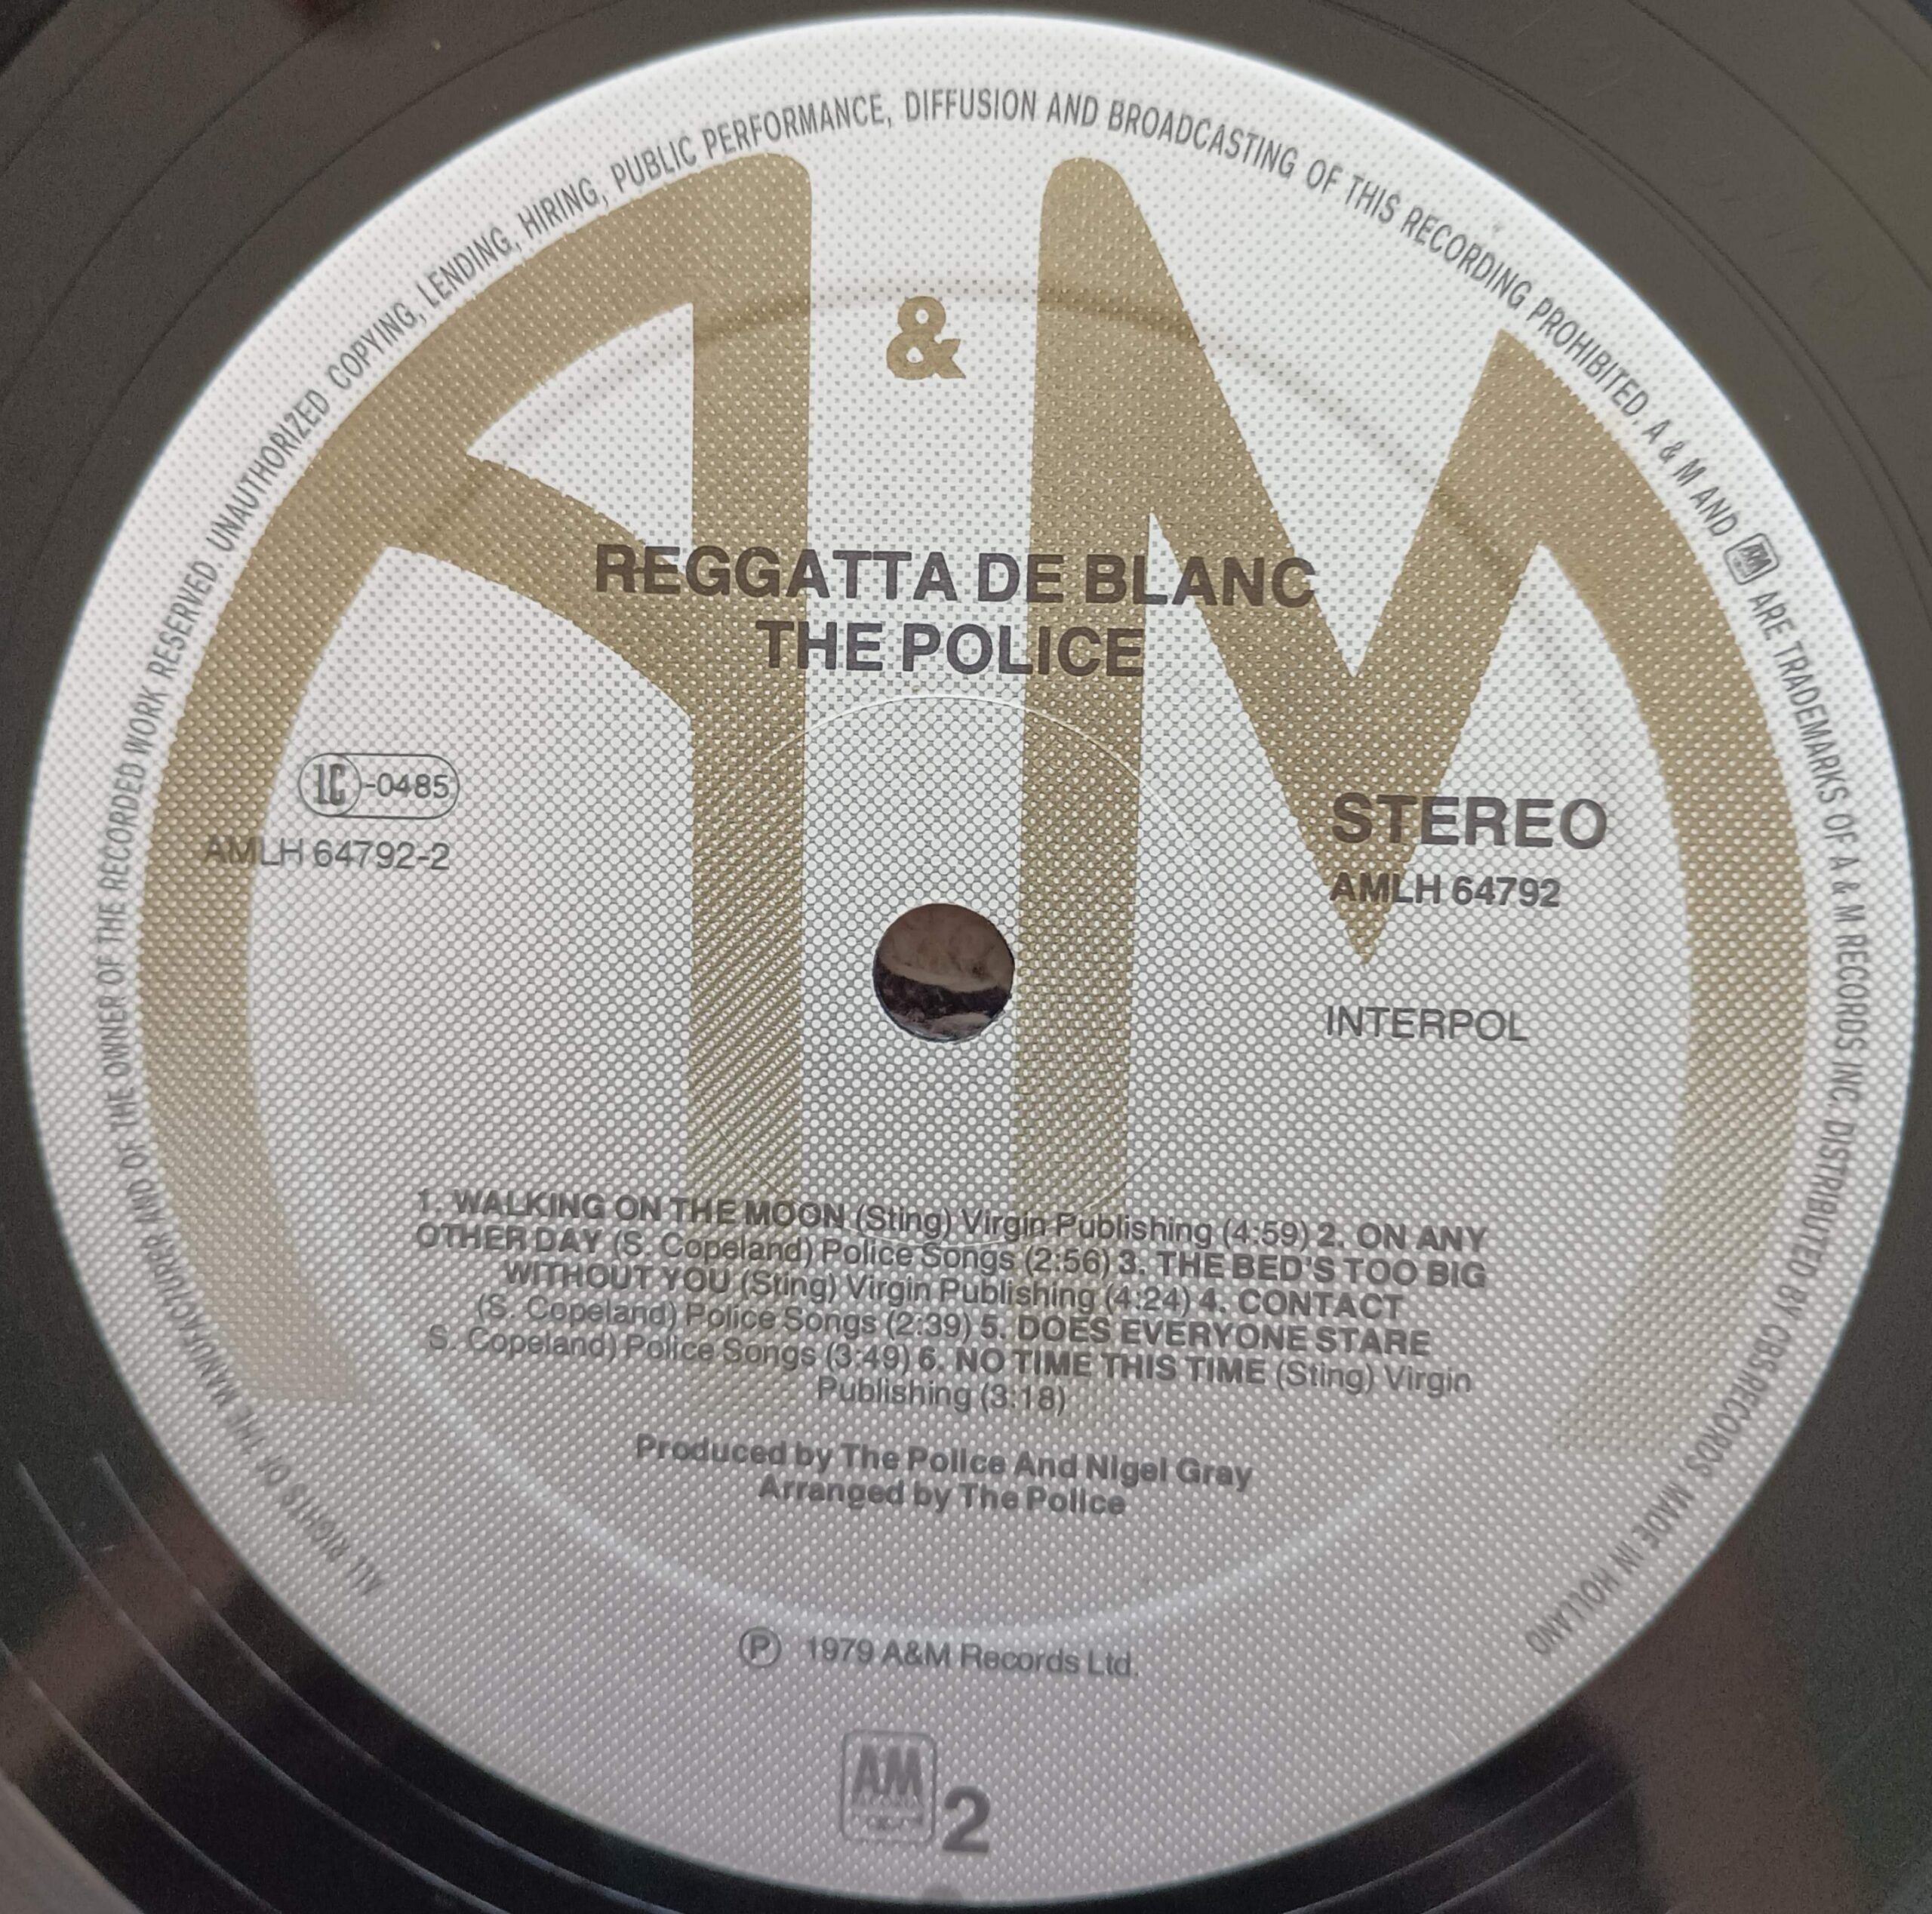 ALL RIGHTS OF THE MANUFACTURER AND OF THE OWNER OF THE RECORDED WORK RESERVED UNAUTHORIZED COPYING, LENDING, HIRING, PUBLIC PERFORMANCE, DIFFUSION AND BROADCASTING OF THIS RECORDING PROHIBITED. A & M AND AM ARE TRADEMARKS OF A & M RECORDS INC. DISTRIBUTED BY CBS RECORDS. MADE IN HOLLAND
A & M
REGGATTA DE BLANC
THE POLICE
LC-0485
AMLH 64792-2
STEREO
AMLH 64792
INTERPOL
1. WALKING ON THE MOON (Sting) Virgin Publishing (4:59) 2. ON ANY
OTHER DAY (S. Copeland) Police Songs (2:56) 3. THE BED'S TOO BIG
WITHOUT YOU (Sting) Virgin Publishing (4:24) 4. CONTACT
(S. Copeland) Police Songs (2:39) 5. DOES EVERYONE STARE
S. Copeland) Police Songs (3:49) 6. NO TIME THIS TIME (Sting) Virgin
Publishing (3:18)
Produced by The Police And Nigel Gray
Arranged by The Police
℗ 1979 A&M Records Ltd.
AM
2